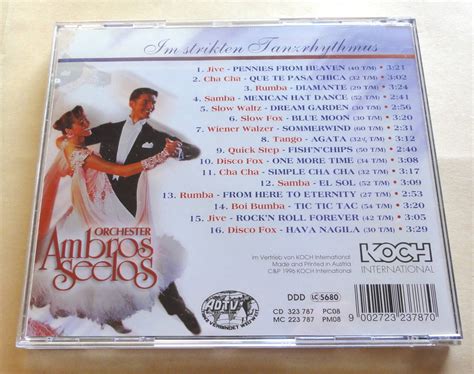 Im strikten Tanzrhythmus
1. Jive - PENNIES FROM HEAVEN (40 T/M) • 3:21
2. Cha Cha - QUE TE PASA CHICA (32 T/M) • 3:02
3. Rumba - DIAMANTE (29 T/M) • 3:24
4. Samba - MEXICAN HAT DANCE (52 T/M) • 2:41
5. Slow Waltz - DREAM GARDEN (30 T/M) • 2:56
6. Slow Fox - BLUE MOON (30 T/M) • 3:13
7. Wiener Walzer - SOMMERWIND (60 T/M) •
8. Tango - AGATA (32 T/M) •
9. Quick Step - FISH'N'CHIPS (50 T/M) • 2:40
10. Disco Fox - ONE MORE TIME (34 T/M) • 3:08
11. Cha Cha - SIMPLE CHA CHA (32 T/M) • 3:17
12. Samba - EL SOL (52 T/M) • 3:09
13. Rumba - FROM HERE TO ETERNITY (27 T/M) • 2:53
14. Boi Bumba - TIC TIC TAC (54 T/M) • 3:20
15. Jive - ROCK'N ROLL FOREVER (42 T/M) • 3:05
16. Disco Fox - HAVA NAGILA (30 T/M) • 3:29
ORCHESTER
Ambros
Seelos
im Vertrieb von KOCH International
Made and Printed in Austria
C&P 1996 KOCH International
KOCH
INTERNATIONAL
ADTV
DDD LC 5680
CD 323 787 PC08
MC 223 787 PM08
9 002723 237870